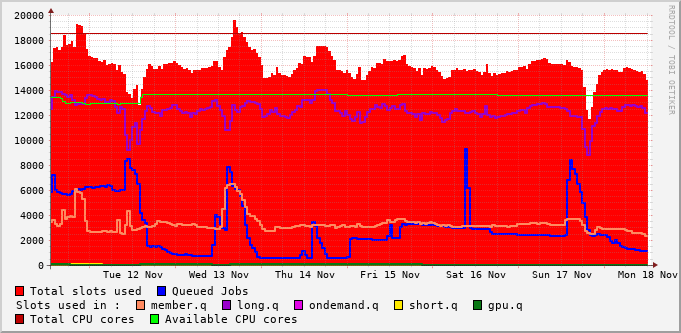 20000
18000
16000
14000
12000
10000
8000
6000
4000
2000
0
Tue 12 Nov Wed 13 Nov Thu 14 Nov Fri 15 Nov Sat 16 Nov Sun 17 Nov Mon 18 Nov
RRDTOOL / TOBI OETIKER
Total slots used Queued Jobs
Slots used in : member.q long.q ondemand.q short.q gpu.q
Total CPU cores Available CPU cores